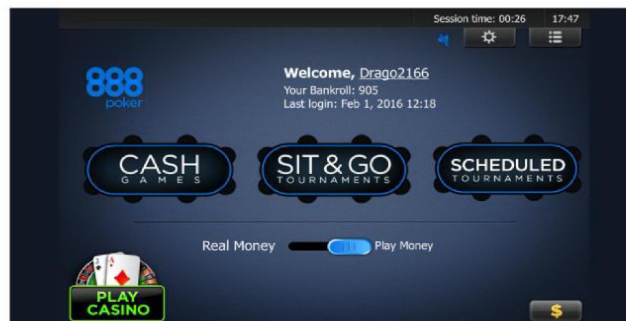 Session time: 00:26 17:47
888
poker
Welcome, Drago2166
Your Bankroll: 905
Last login: Feb 1, 2016 12:18
CASH
GAMES
SIT & GO
TOURNAMENTS
SCHEDULED
TOURNAMENTS
Real Money Play Money
PLAY
CASINO
$